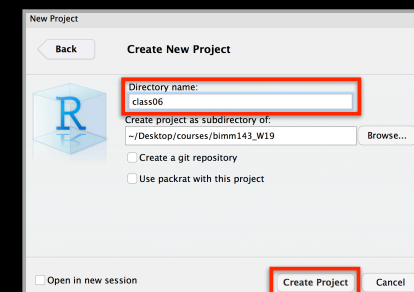 New Project
Back
Create New Project
R
Directory name:
class06
Create project as subdirectory of:
~/Desktop/courses/bimm143_W19
Browse...
Create a git repository
Use packrat with this project
Open in new session
Create Project
Cancel